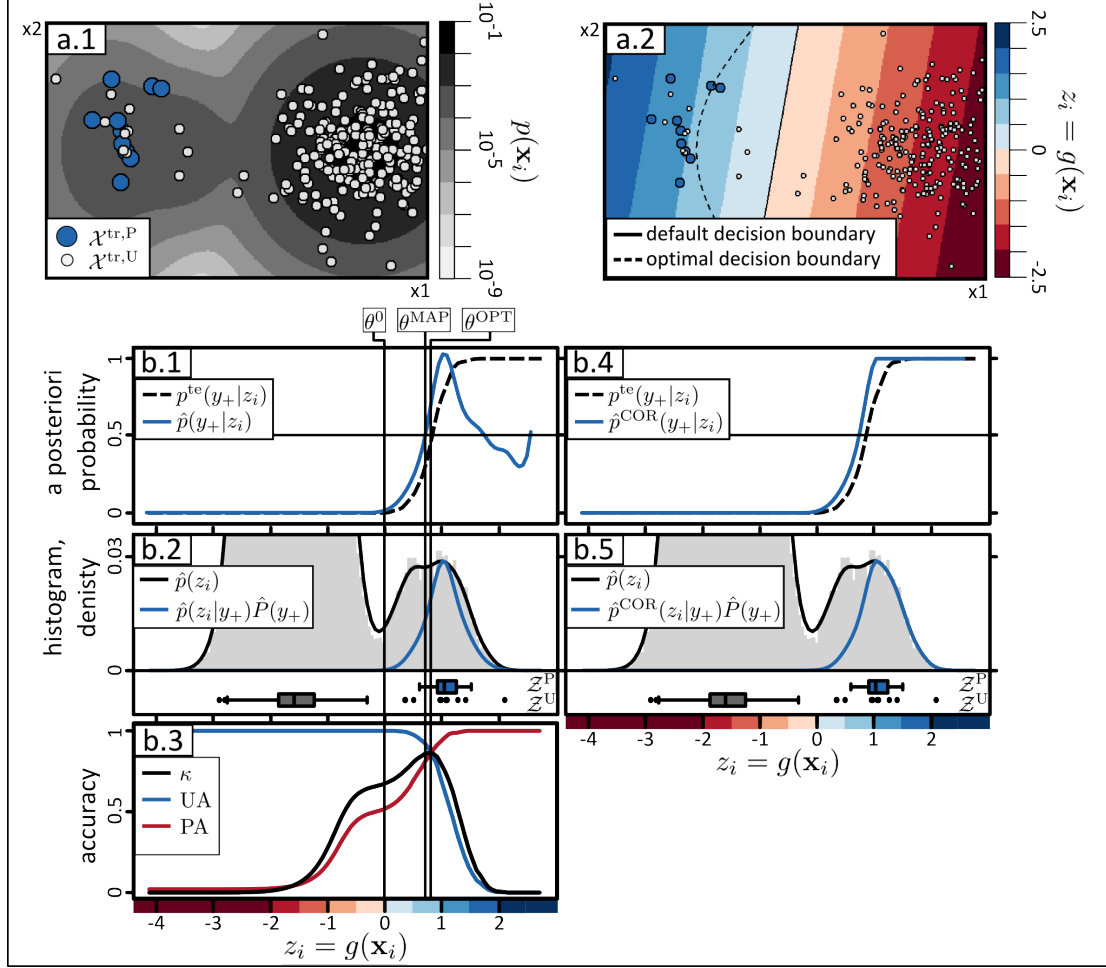 x2
a.1
𝒳^tr,P
𝒳^tr,U
x1
10^-1
10^-5
10^-9
p(x_i)
x2
a.2
default decision boundary
optimal decision boundary
x1
2.5
0
-2.5
z_i = g(x_i)
θ^0 θ^MAP θ^OPT
b.1
p^te(y_+|z_i)
p̂(y_+|z_i)
1
0.5
0
a posteriori
probability
b.4
p^te(y_+|z_i)
p̂^COR(y_+|z_i)
b.2
p̂(z_i)
p̂(z_i|y_+)P̂(y_+)
0.03
0
histogram,
denisty
𝒵^P
𝒵^U
b.5
p̂(z_i)
p̂^COR(z_i|y_+)P̂(y_+)
𝒵^P
𝒵^U
-4 -3 -2 -1 0 1 2
z_i = g(x_i)
b.3
κ
UA
PA
1
0.5
0
accuracy
-4 -3 -2 -1 0 1 2
z_i = g(x_i)